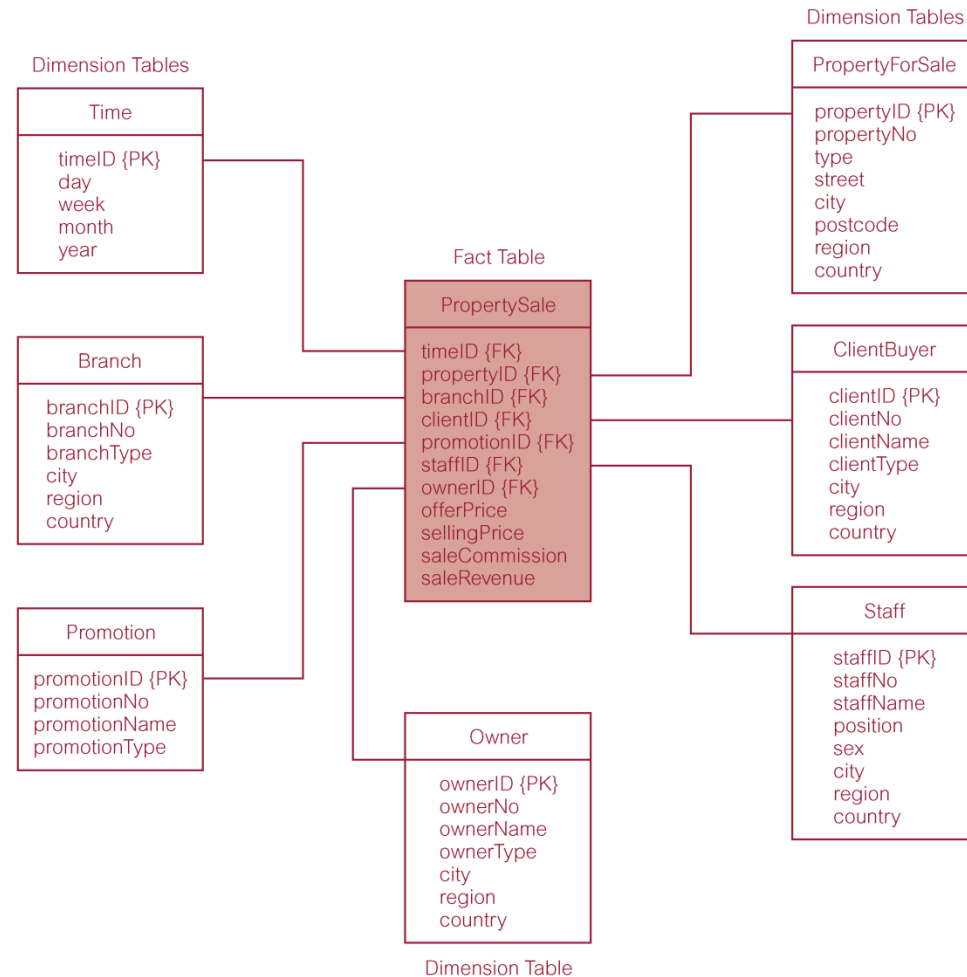 Dimension Tables
Time
timeID {PK}
day
week
month
year
Branch
branchID {PK}
branchNo
branchType
city
region
country
Promotion
promotionID {PK}
promotionNo
promotionName
promotionType
Fact Table
PropertySale
timeID {FK}
propertyID {FK}
branchID {FK}
clientID {FK}
promotionID {FK}
staffID {FK}
ownerID {FK}
offerPrice
sellingPrice
saleCommission
saleRevenue
Owner
ownerID {PK}
ownerNo
ownerName
ownerType
city
region
country
Dimension Table
Dimension Tables
PropertyForSale
propertyID {PK}
propertyNo
type
street
city
postcode
region
country
ClientBuyer
clientID {PK}
clientNo
clientName
clientType
city
region
country
Staff
staffID {PK}
staffNo
staffName
position
sex
city
region
country